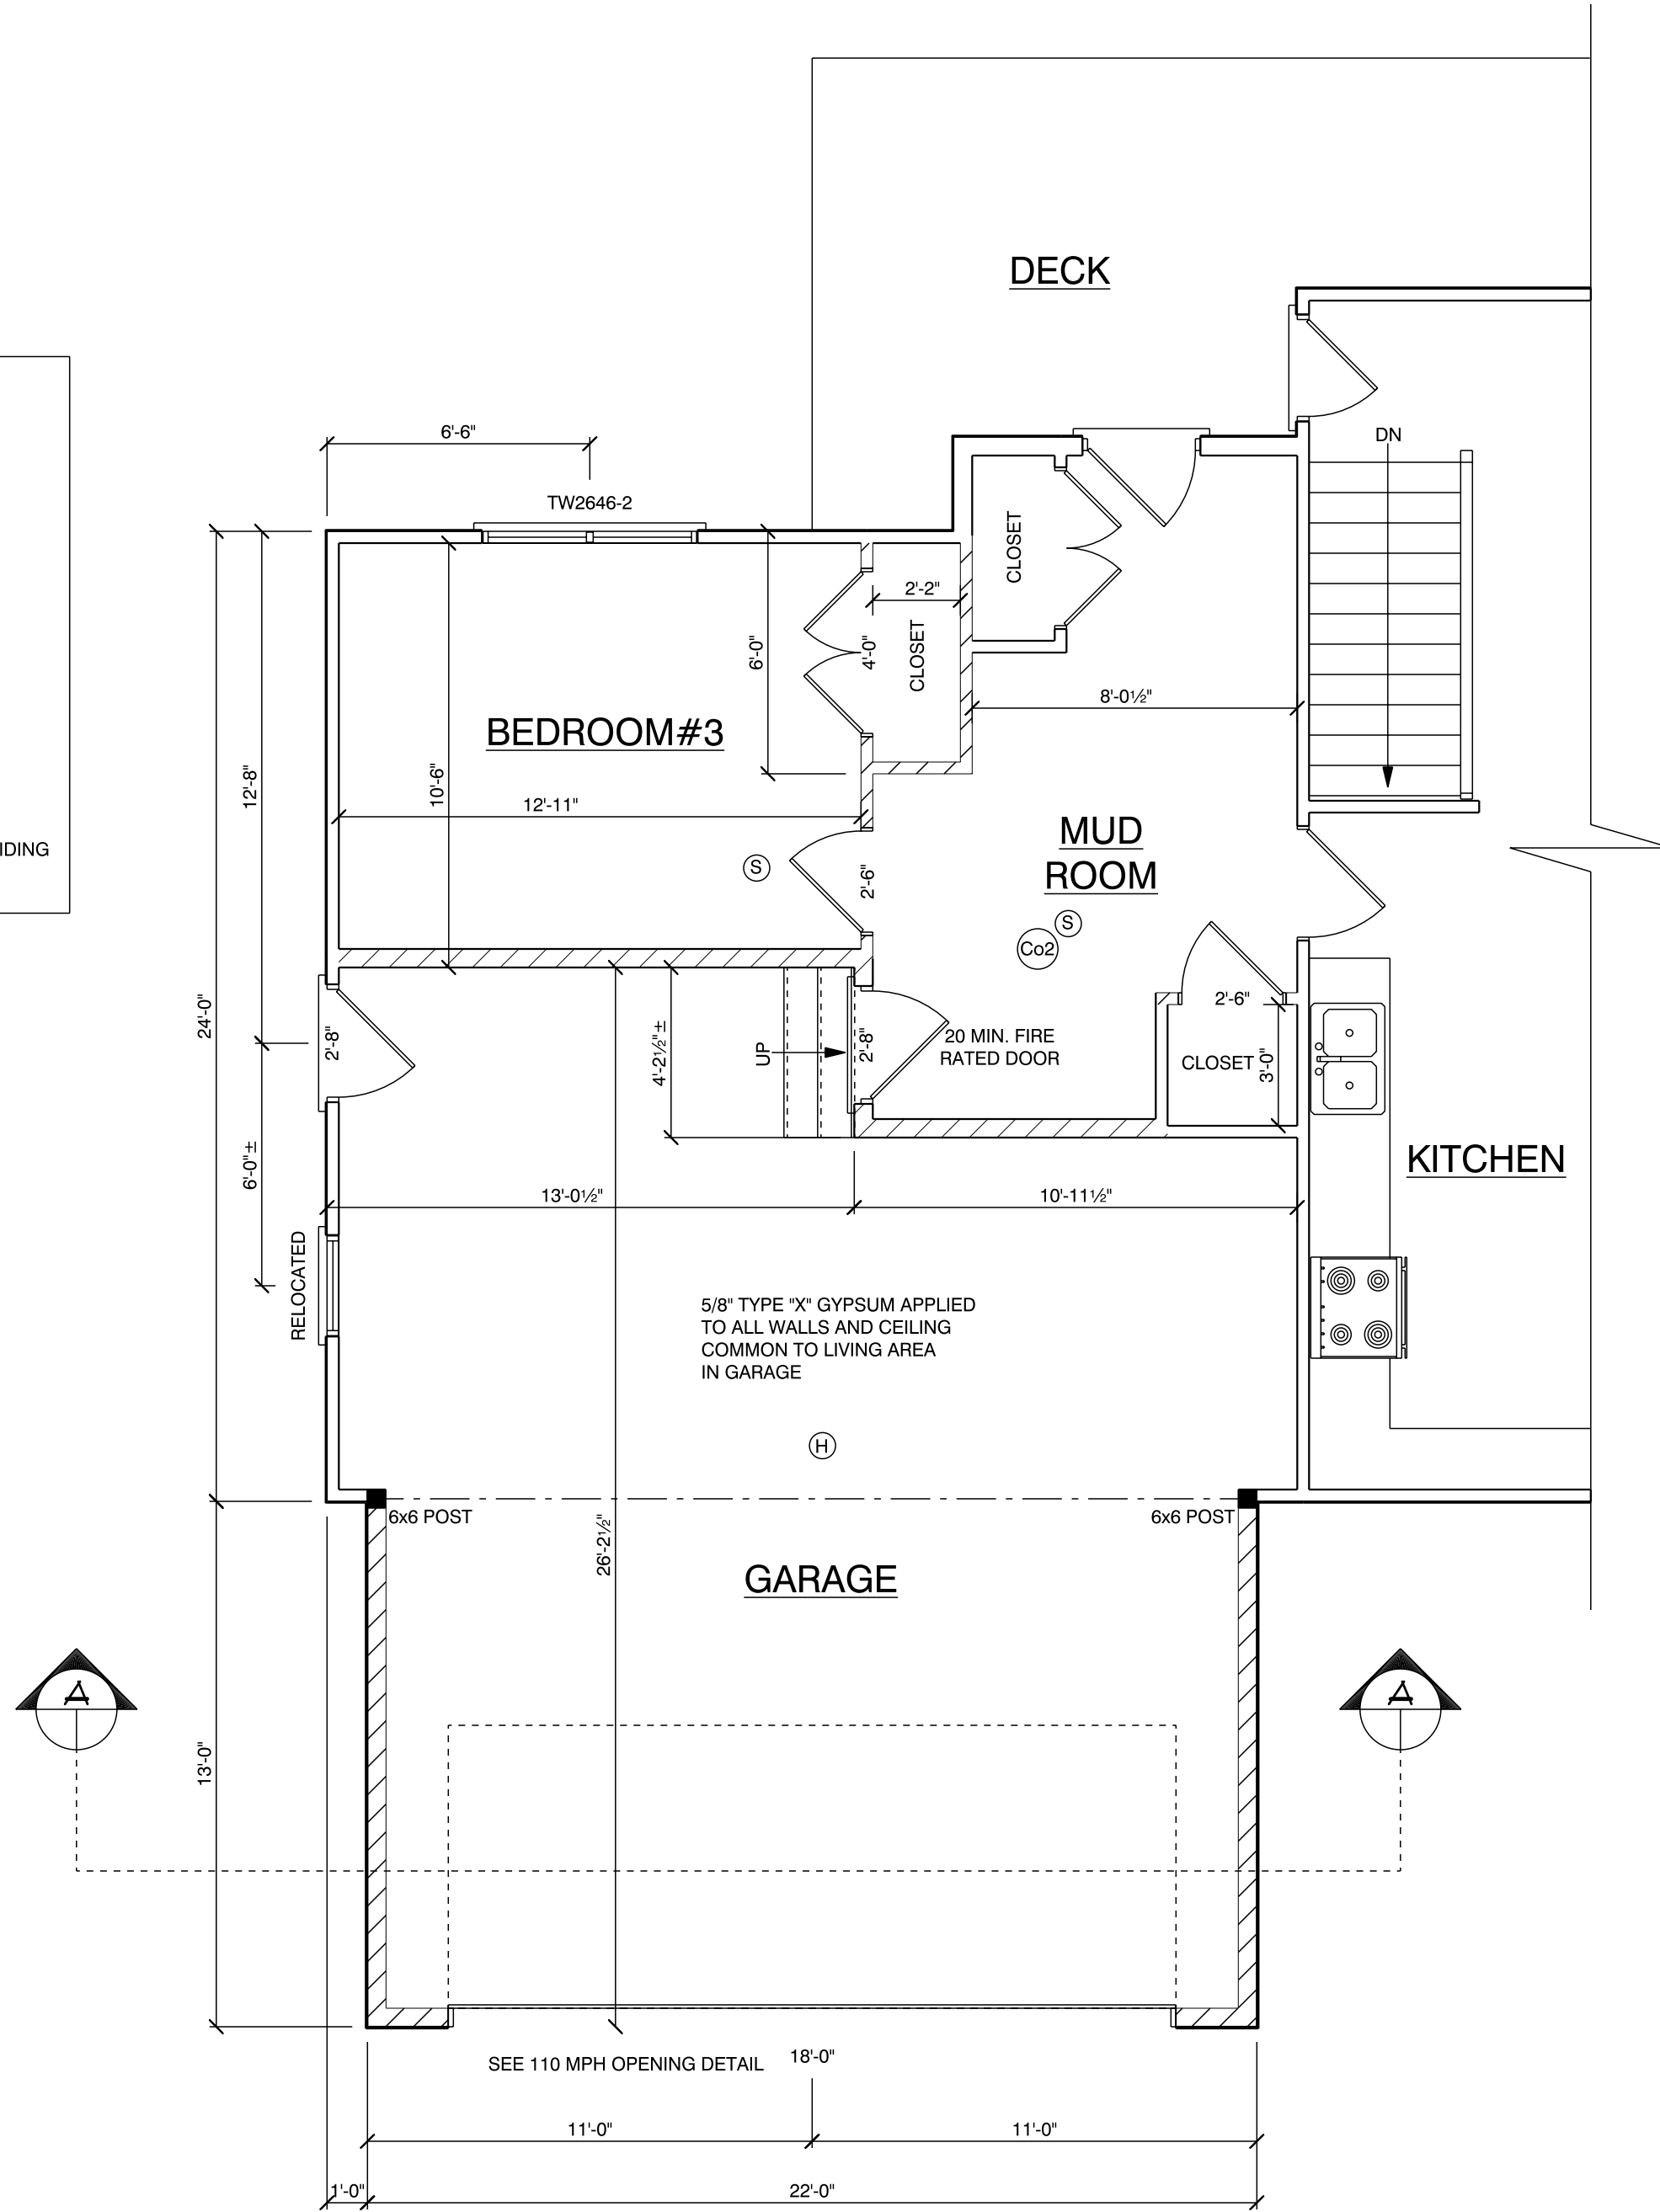 DECK
DN
6'-6"
TW2646-2
CLOSET
2'-2"
CLOSET
6'-0"
4'-0"
8'-0½"
BEDROOM#3
12'-8"
10'-6"
12'-11"
MUD
ROOM
IDING
S
2'-6"
S
Co2
2'-6"
24'-0"
2'-8"
4'-2½"±
UP
2'-8"
20 MIN. FIRE
RATED DOOR
CLOSET
3'-0"
KITCHEN
6'-0"±
13'-0½"
10'-11½"
RELOCATED
5/8" TYPE "X" GYPSUM APPLIED
TO ALL WALLS AND CEILING
COMMON TO LIVING AREA
IN GARAGE
H
6x6 POST
6x6 POST
26'-2½"
GARAGE
A
A
13'-0"
SEE 110 MPH OPENING DETAIL
18'-0"
11'-0"
11'-0"
1'-0"
22'-0"